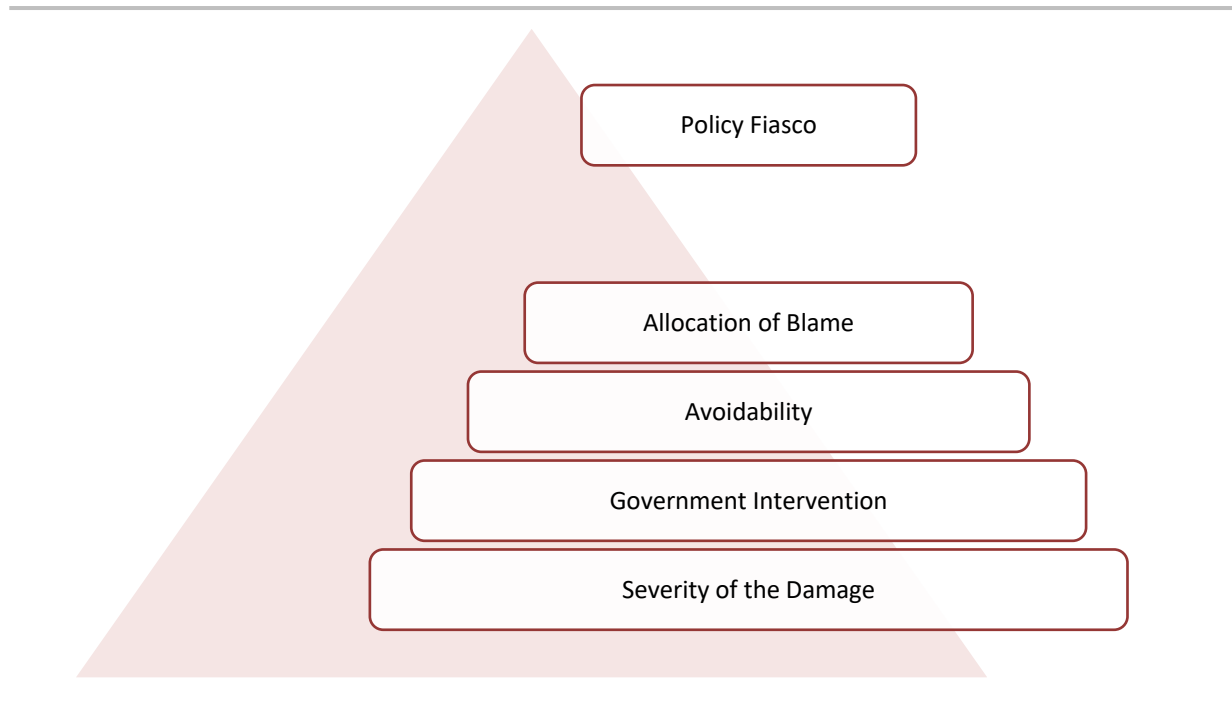 Policy Fiasco
Allocation of Blame
Avoidability
Government Intervention
Severity of the Damage